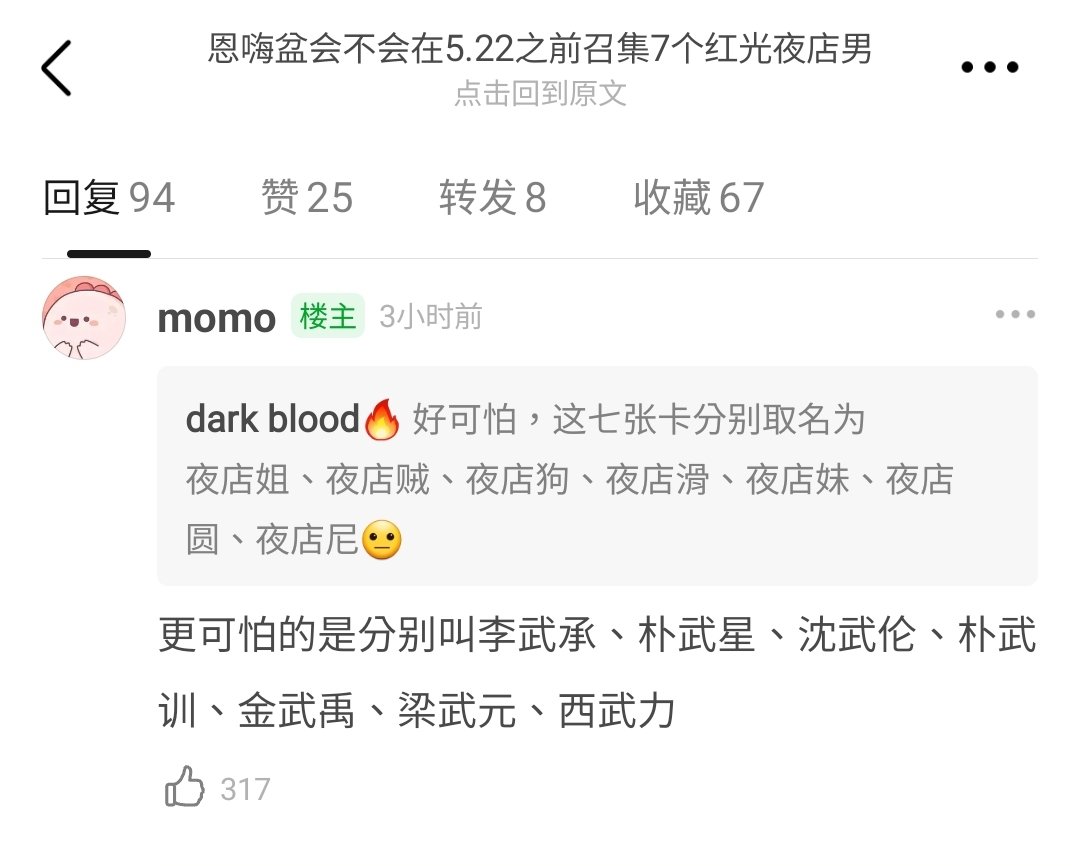 恩嗨盆会不会在5.22之前召集7个红光夜店男
点击回到原文
回复 94 赞 25 转发 8 收藏 67
momo 楼主 3小时前
dark blood🔥 好可怕，这七张卡分别取名为
夜店姐、夜店贼、夜店狗、夜店滑、夜店妹、夜店
圆、夜店尼😐
更可怕的是分别叫李武承、朴武星、沈武伦、朴武
训、金武禹、梁武元、西武力
317